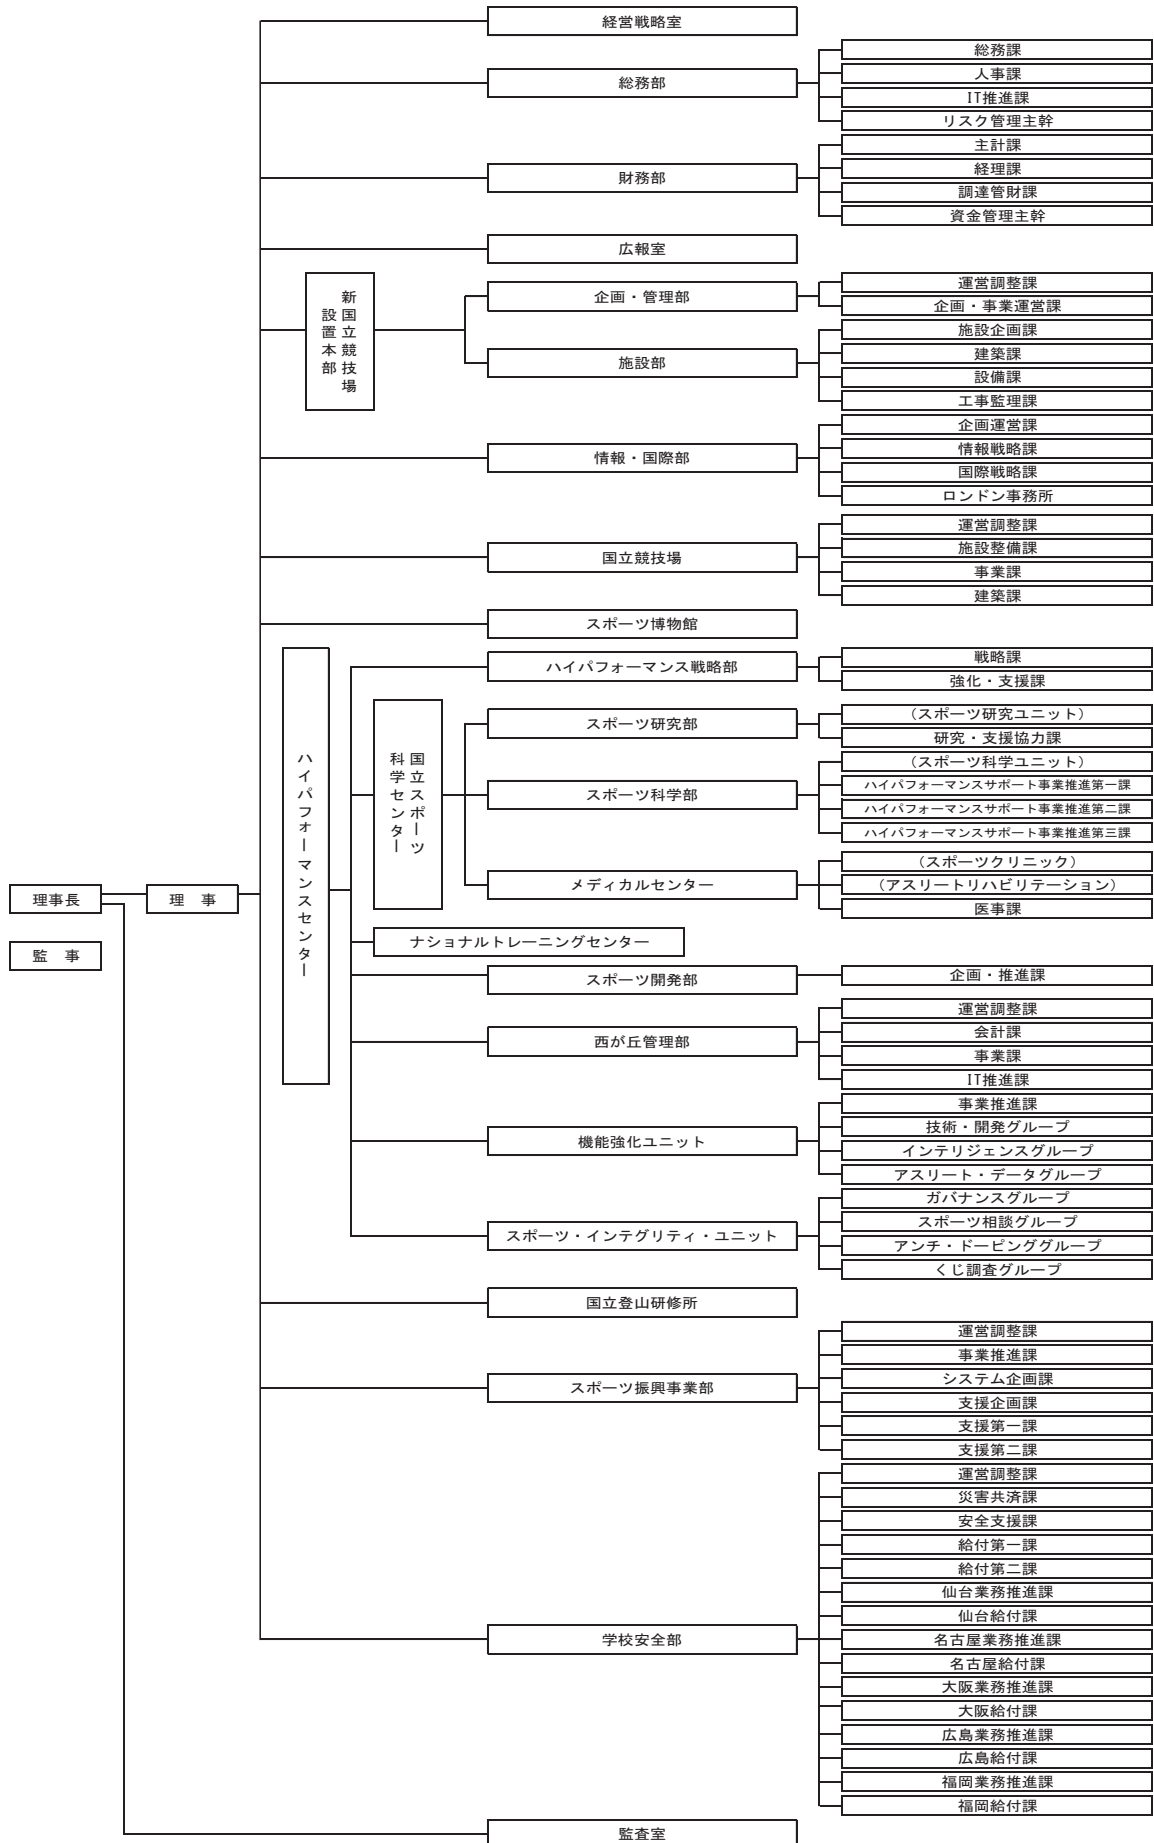 経営戦略室
総務部
総務課
人事課
IT推進課
リスク管理主幹
財務部
主計課
経理課
調達管財課
資金管理主幹
広報室
新国立競技場
設置本部
企画・管理部
運営調整課
企画・事業運営課
施設部
施設企画課
建築課
設備課
工事監理課
情報・国際部
企画運営課
情報戦略課
国際戦略課
ロンドン事務所
国立競技場
運営調整課
施設整備課
事業課
建築課
スポーツ博物館
ハイパフォーマンスセンター
ハイパフォーマンス戦略部
戦略課
強化・支援課
国立スポーツ
科学センター
スポーツ研究部
（スポーツ研究ユニット）
研究・支援協力課
スポーツ科学部
（スポーツ科学ユニット）
ハイパフォーマンスサポート事業推進第一課
ハイパフォーマンスサポート事業推進第二課
ハイパフォーマンスサポート事業推進第三課
メディカルセンター
（スポーツクリニック）
（アスリートリハビリテーション）
医事課
理事長
理　事
監　事
ナショナルトレーニングセンター
スポーツ開発部
企画・推進課
西が丘管理部
運営調整課
会計課
事業課
IT推進課
機能強化ユニット
事業推進課
技術・開発グループ
インテリジェンスグループ
アスリート・データグループ
スポーツ・インテグリティ・ユニット
ガバナンスグループ
スポーツ相談グループ
アンチ・ドーピンググループ
くじ調査グループ
国立登山研修所
スポーツ振興事業部
運営調整課
事業推進課
システム企画課
支援企画課
支援第一課
支援第二課
学校安全部
運営調整課
災害共済課
安全支援課
給付第一課
給付第二課
仙台業務推進課
仙台給付課
名古屋業務推進課
名古屋給付課
大阪業務推進課
大阪給付課
広島業務推進課
広島給付課
福岡業務推進課
福岡給付課
監査室